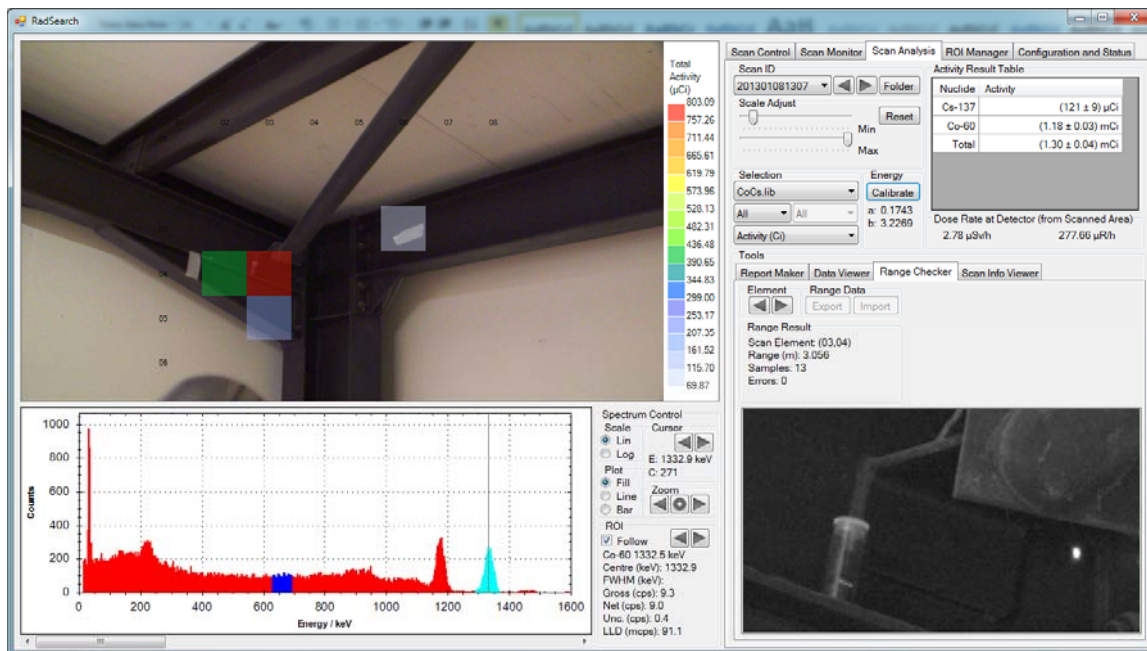 RadSearch
01 02 03 04 05 06 07 08
03
04
05
06
Total
Activity
(µCi)
803.09
757.26
711.44
665.61
619.79
573.96
528.13
482.31
436.48
390.65
344.83
299.00
253.17
207.35
161.52
115.70
69.87
Counts
1000
800
600
400
200
0
0 200 400 600 800 1000 1200 1400 1600
Energy / keV
Spectrum Control
Scale Cursor
Lin
Log
E: 1332.9 keV
C: 271
Plot
Fill
Line
Bar
Zoom
ROI
Follow
Co-60 1332.5 keV
Centre (keV): 1332.9
FWHM (keV):
Gross (cps): 9.3
Net (cps): 9.0
Unc. (cps): 0.4
LLD (mcps): 91.1
Scan Control Scan Monitor Scan Analysis ROI Manager Configuration and Status
Scan ID
201301081307 Folder
Scale Adjust
Reset
Min
Max
Activity Result Table
Nuclide Activity
Cs-137 (121 ± 9) µCi
Co-60 (1.18 ± 0.03) mCi
Total (1.30 ± 0.04) mCi
Selection
CoCs.lib
All All
Activity (Ci)
Energy
Calibrate
a: 0.1743
b: 3.2269
Dose Rate at Detector (from Scanned Area)
2.78 µSv/h 277.66 µR/h
Tools
Report Maker Data Viewer Range Checker Scan Info Viewer
Element Range Data
Export Import
Range Result
Scan Element: (03,04)
Range (m): 3.056
Samples: 13
Errors: 0